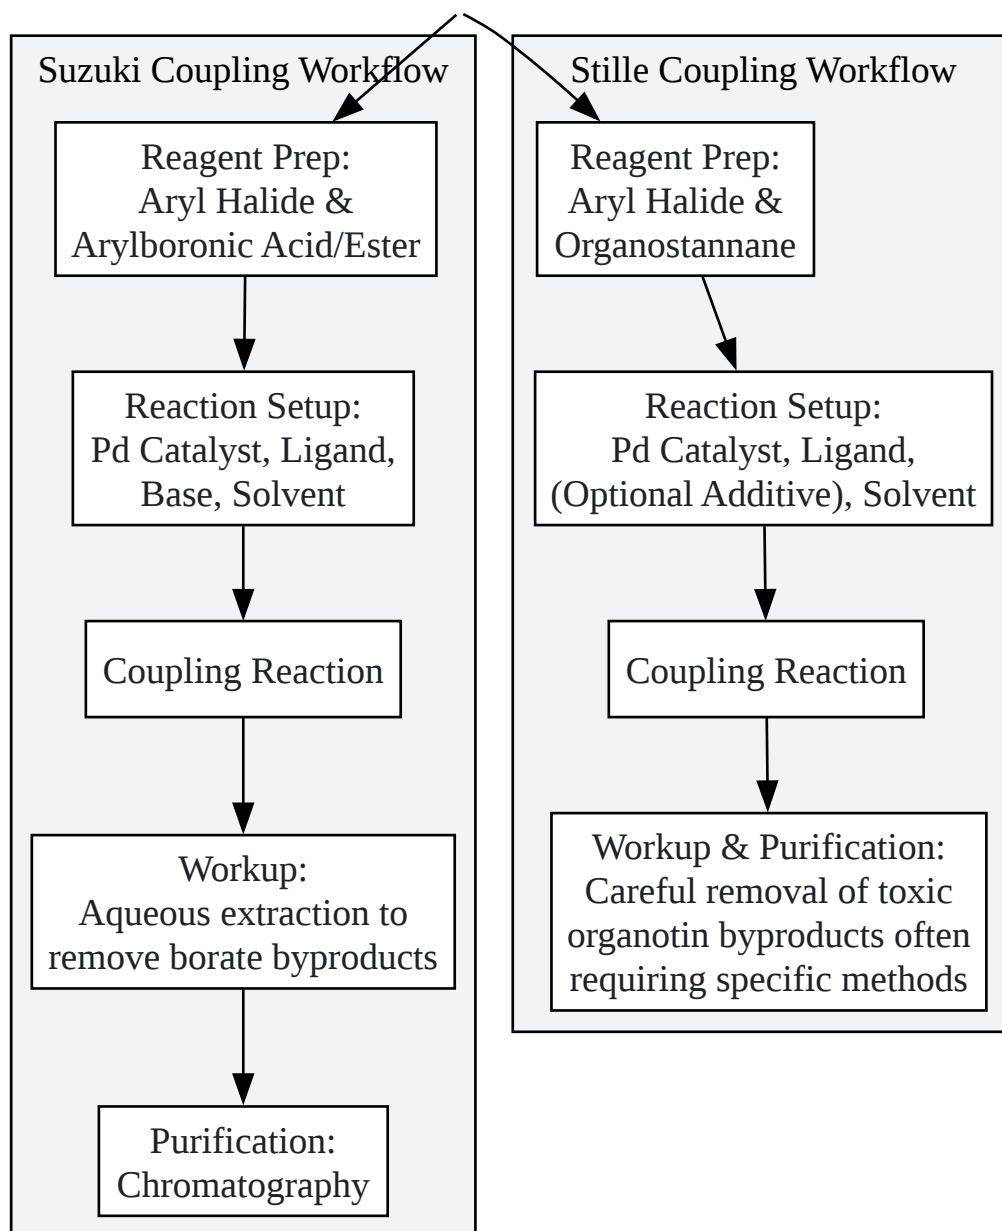 Suzuki Coupling Workflow
Reagent Prep:
Aryl Halide &
Arylboronic Acid/Ester
Reaction Setup:
Pd Catalyst, Ligand,
Base, Solvent
Coupling Reaction
Workup:
Aqueous extraction to
remove borate byproducts
Purification:
Chromatography
Stille Coupling Workflow
Reagent Prep:
Aryl Halide &
Organostannane
Reaction Setup:
Pd Catalyst, Ligand,
(Optional Additive), Solvent
Coupling Reaction
Workup & Purification:
Careful removal of toxic
organotin byproducts often
requiring specific methods